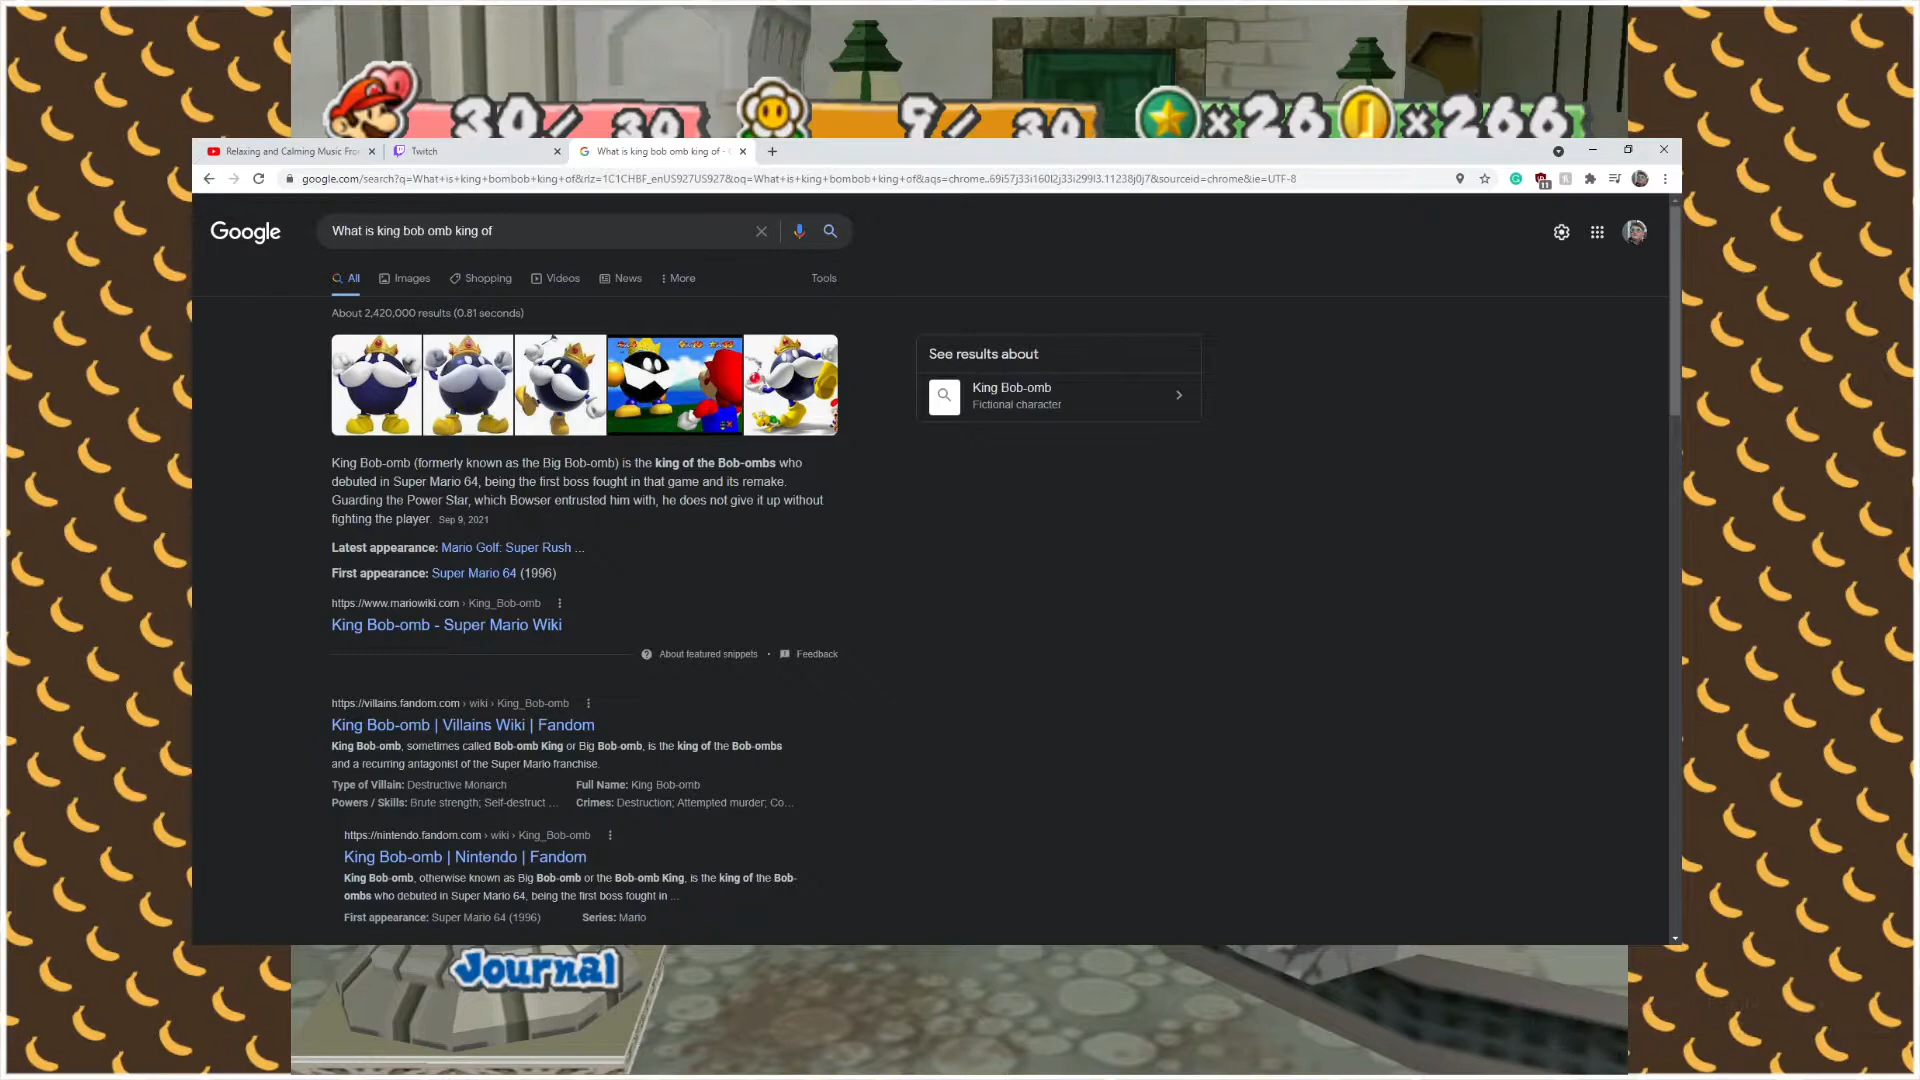 30/30
9/30
×26
×266
Relaxing and Calming Music Fro
Twitch
What is king bob omb king of -
google.com/search?q=What+is+king+bombob+king+of&rlz=1C1CHBF_enUS927US927&oq=What+is+king+bombob+king+of&aqs=chrome..69i57j33i160l2j33i299l3.11238j0j7&sourceid=chrome&ie=UTF-8
11
Google
What is king bob omb king of
All
Images
Shopping
Videos
News
More
Tools
About 2,420,000 results (0.81 seconds)
See results about
King Bob-omb
Fictional character
King Bob-omb (formerly known as the Big Bob-omb) is the king of the Bob-ombs who
debuted in Super Mario 64, being the first boss fought in that game and its remake.
Guarding the Power Star, which Bowser entrusted him with, he does not give it up without
fighting the player. Sep 9, 2021
Latest appearance: Mario Golf: Super Rush ...
First appearance: Super Mario 64 (1996)
https://www.mariowiki.com › King_Bob-omb
King Bob-omb - Super Mario Wiki
About featured snippets • Feedback
https://villains.fandom.com › wiki › King_Bob-omb
King Bob-omb | Villains Wiki | Fandom
King Bob-omb, sometimes called Bob-omb King or Big Bob-omb, is the king of the Bob-ombs
and a recurring antagonist of the Super Mario franchise.
Type of Villain: Destructive Monarch
Full Name: King Bob-omb
Powers / Skills: Brute strength; Self-destruct ...
Crimes: Destruction; Attempted murder; Co...
https://nintendo.fandom.com › wiki › King_Bob-omb
King Bob-omb | Nintendo | Fandom
King Bob-omb, otherwise known as Big Bob-omb or the Bob-omb King, is the king of the Bob-
ombs who debuted in Super Mario 64, being the first boss fought in ...
First appearance: Super Mario 64 (1996)
Series: Mario
Journal